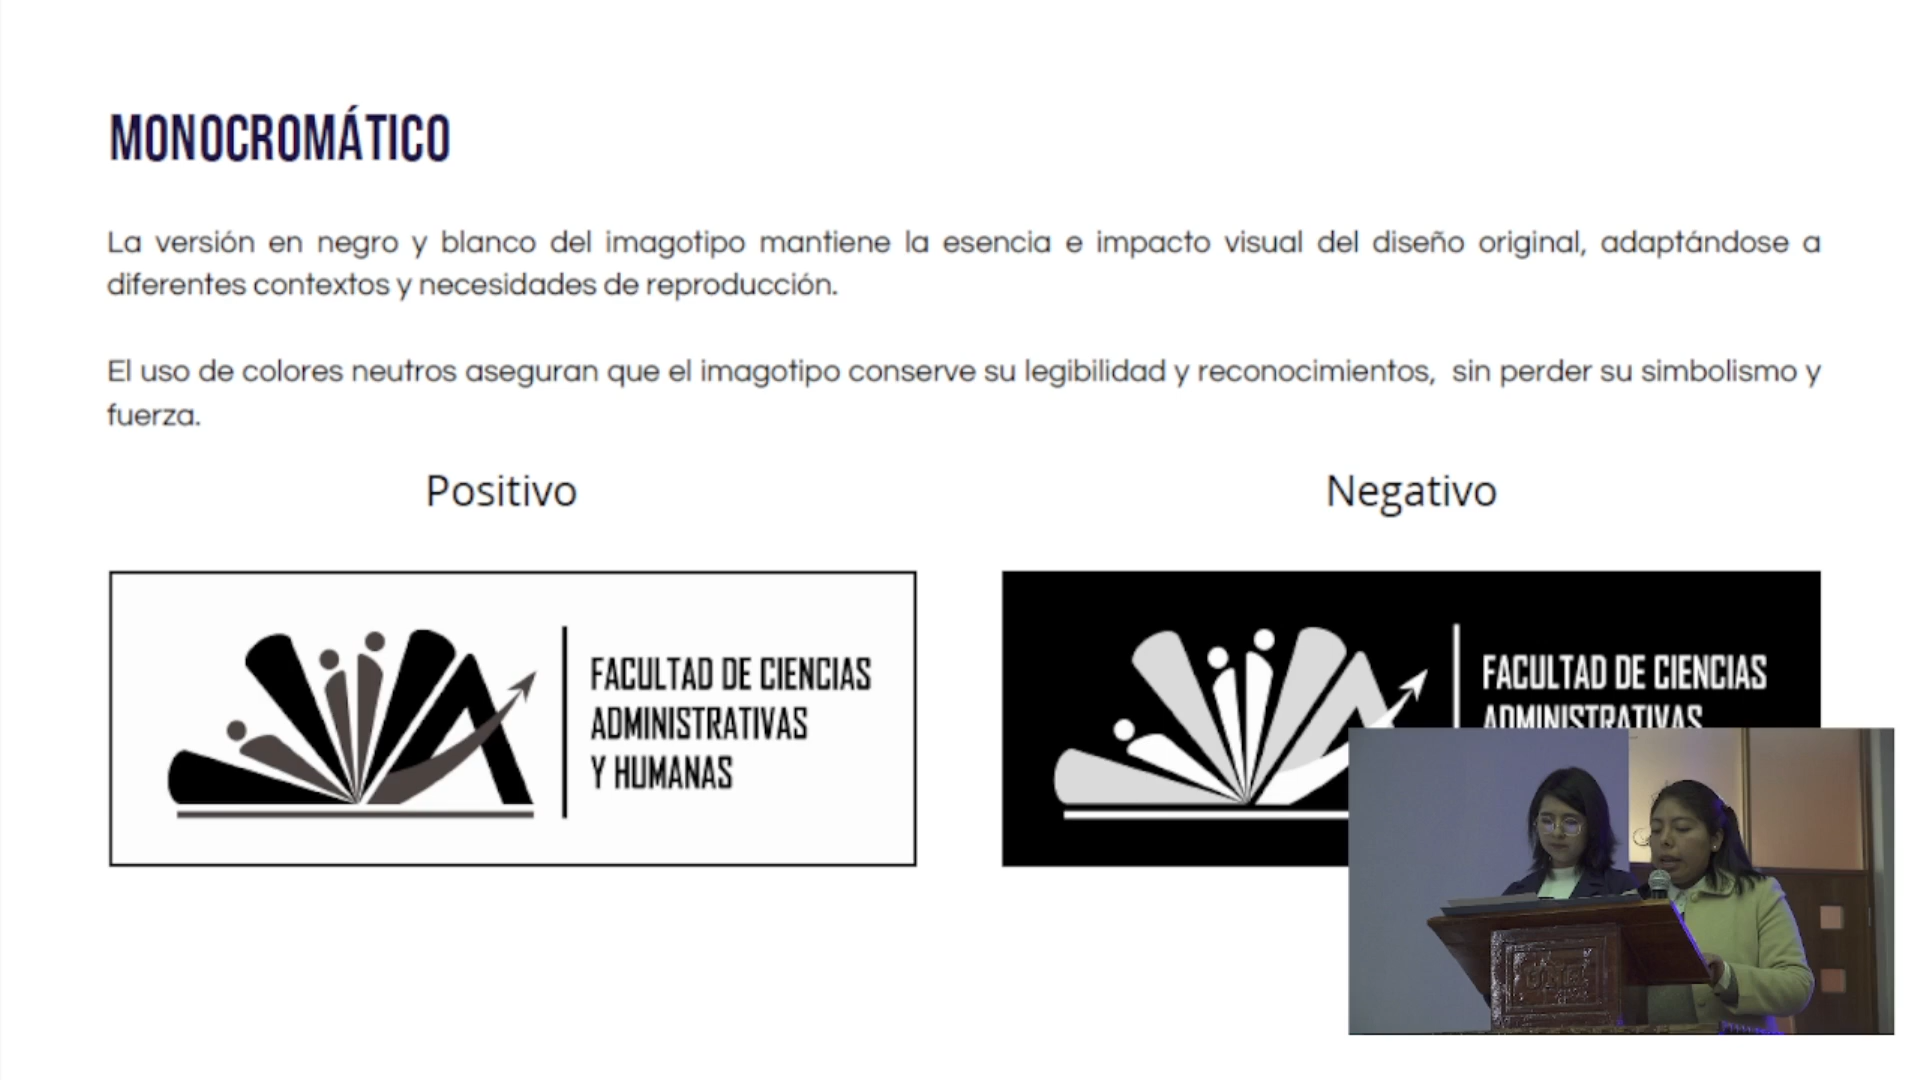 MONOCROMÁTICO
La versión en negro y blanco del imagotipo mantiene la esencia e impacto visual del diseño original, adaptándose a
diferentes contextos y necesidades de reproducción.
El uso de colores neutros aseguran que el imagotipo conserve su legibilidad y reconocimientos, sin perder su simbolismo y
fuerza.
Positivo
Negativo
FACULTAD DE CIENCIAS
ADMINISTRATIVAS
Y HUMANAS
FACULTAD DE CIENCIAS
ADMINISTRATIVAS